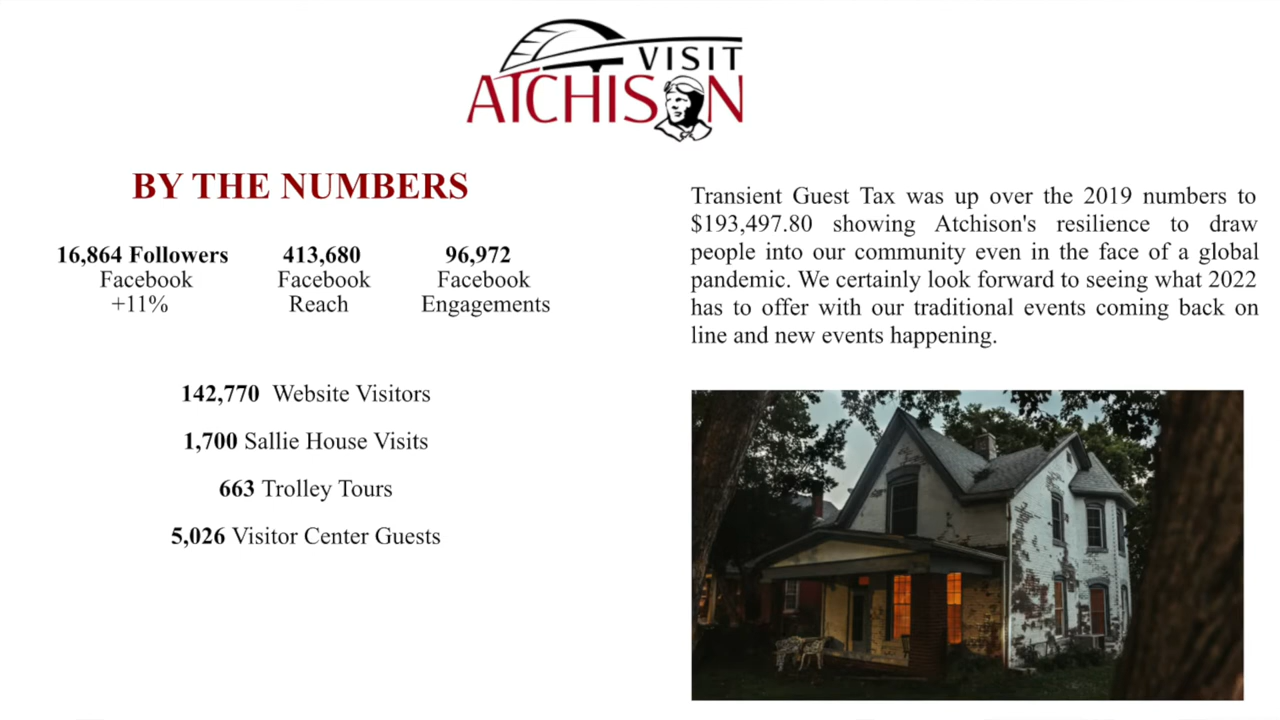 VISIT
ATCHISON
BY THE NUMBERS
16,864 Followers
Facebook
+11%
413,680
Facebook
Reach
96,972
Facebook
Engagements
142,770 Website Visitors
1,700 Sallie House Visits
663 Trolley Tours
5,026 Visitor Center Guests
Transient Guest Tax was up over the 2019 numbers to
$193,497.80 showing Atchison's resilience to draw
people into our community even in the face of a global
pandemic. We certainly look forward to seeing what 2022
has to offer with our traditional events coming back on
line and new events happening.